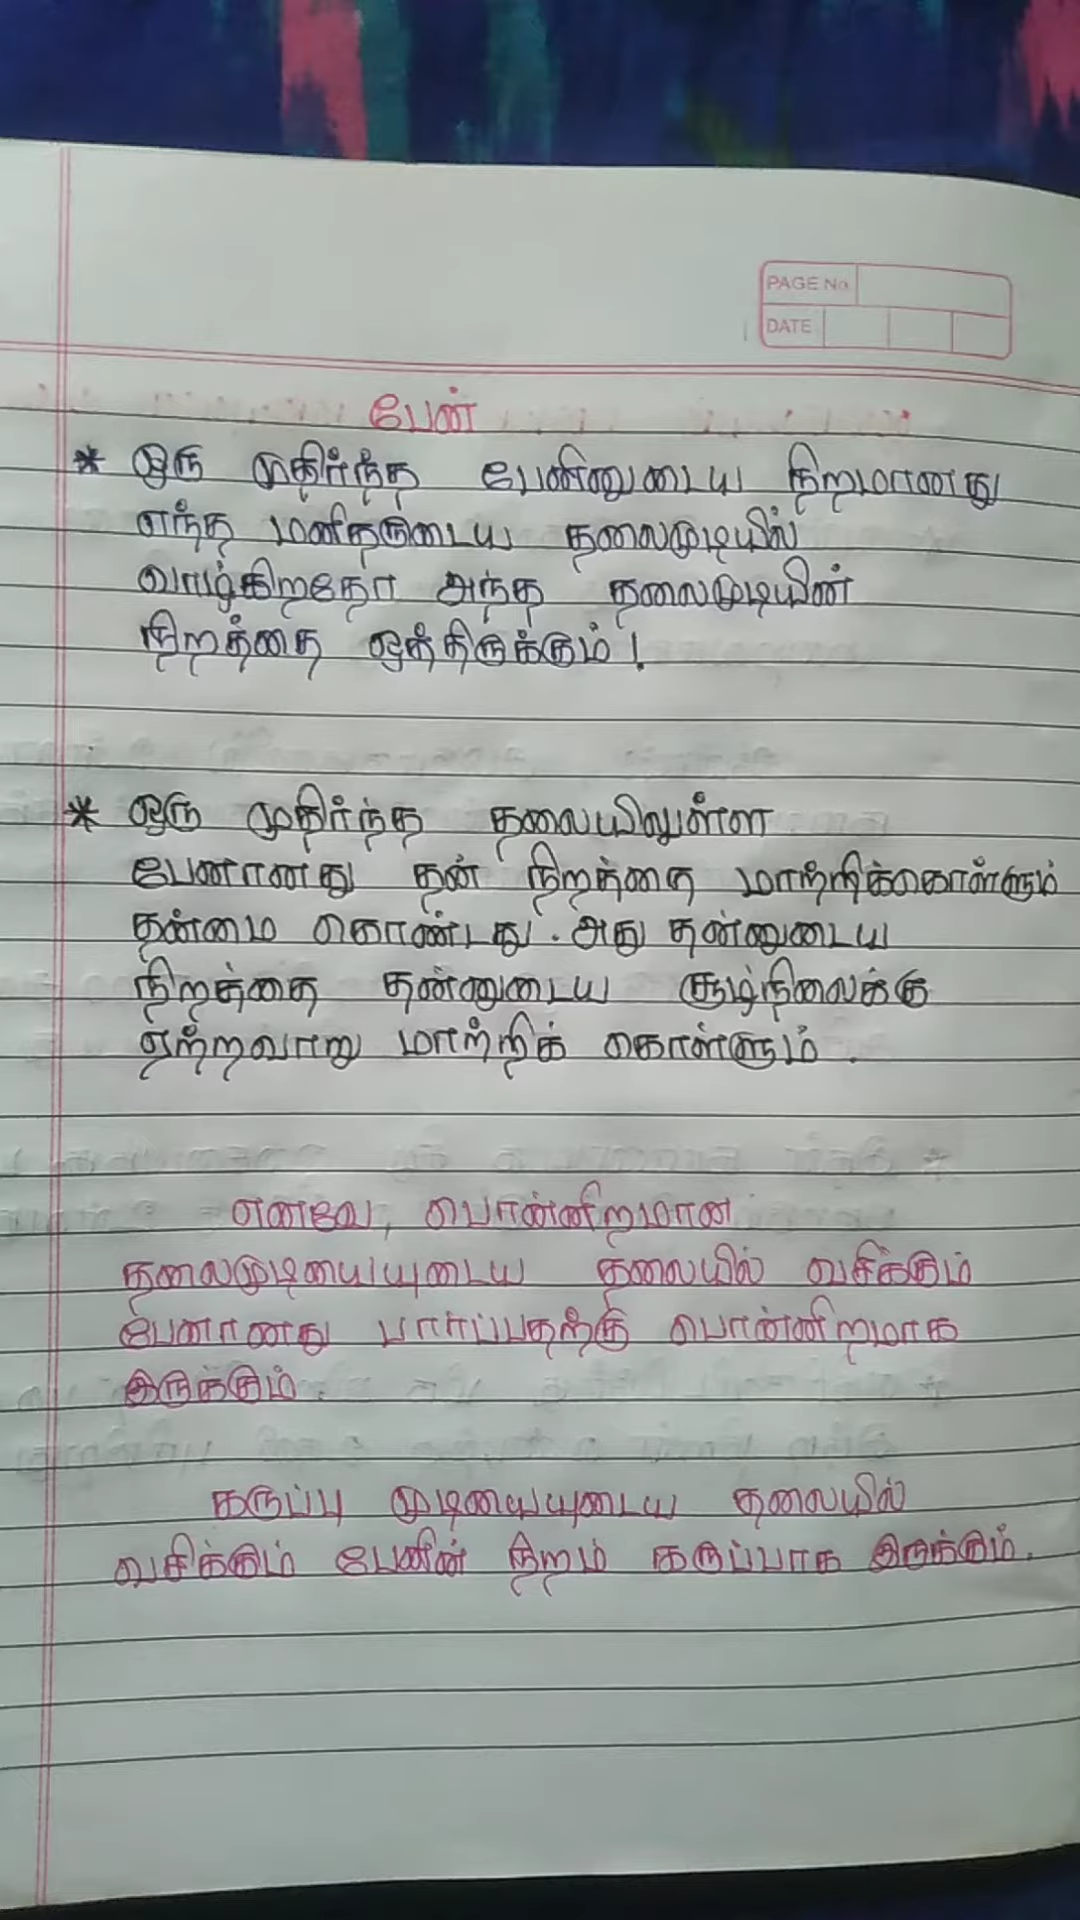 PAGE No.
DATE
பேன்
* ஒரு முதிர்ந்த பேனினுடைய நிறமானது
எந்த மனிதனுடைய தலைமுடியில்
வாழ்கிறதோ அந்த தலைமுடியின்
நிறத்தை ஒத்திருக்கும்!
* ஒரு முதிர்ந்த தலையிலுள்ள
பேனானது தன் நிறத்தை மாற்றிக்கொள்ளும்
தன்மை கொண்டது. அது தன்னுடைய
நிறத்தை தன்னுடைய சூழ்நிலைக்கு
ஏற்றவாறு மாற்றிக் கொள்ளும்.
எனவே, பொன்னிறமான
தலைமுடியையுடைய தலையில் வசிக்கும்
பேனானது பார்ப்பதற்கு பொன்னிறமாக
இருக்கும்.
கருப்பு முடியையுடைய தலையில்
வசிக்கும் பேனின் நிறம் கருப்பாக இருக்கும்.